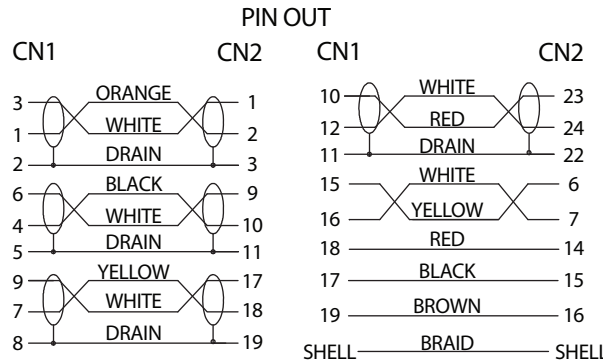 PIN OUT
CN1 CN2
3 ORANGE 1
1 WHITE 2
2 DRAIN 3
6 BLACK 9
4 WHITE 10
5 DRAIN 11
9 YELLOW 17
7 WHITE 18
8 DRAIN 19
CN1 CN2
10 WHITE 23
12 RED 24
11 DRAIN 22
15 WHITE 6
16 YELLOW 7
18 RED 14
17 BLACK 15
19 BROWN 16
SHELL BRAID SHELL